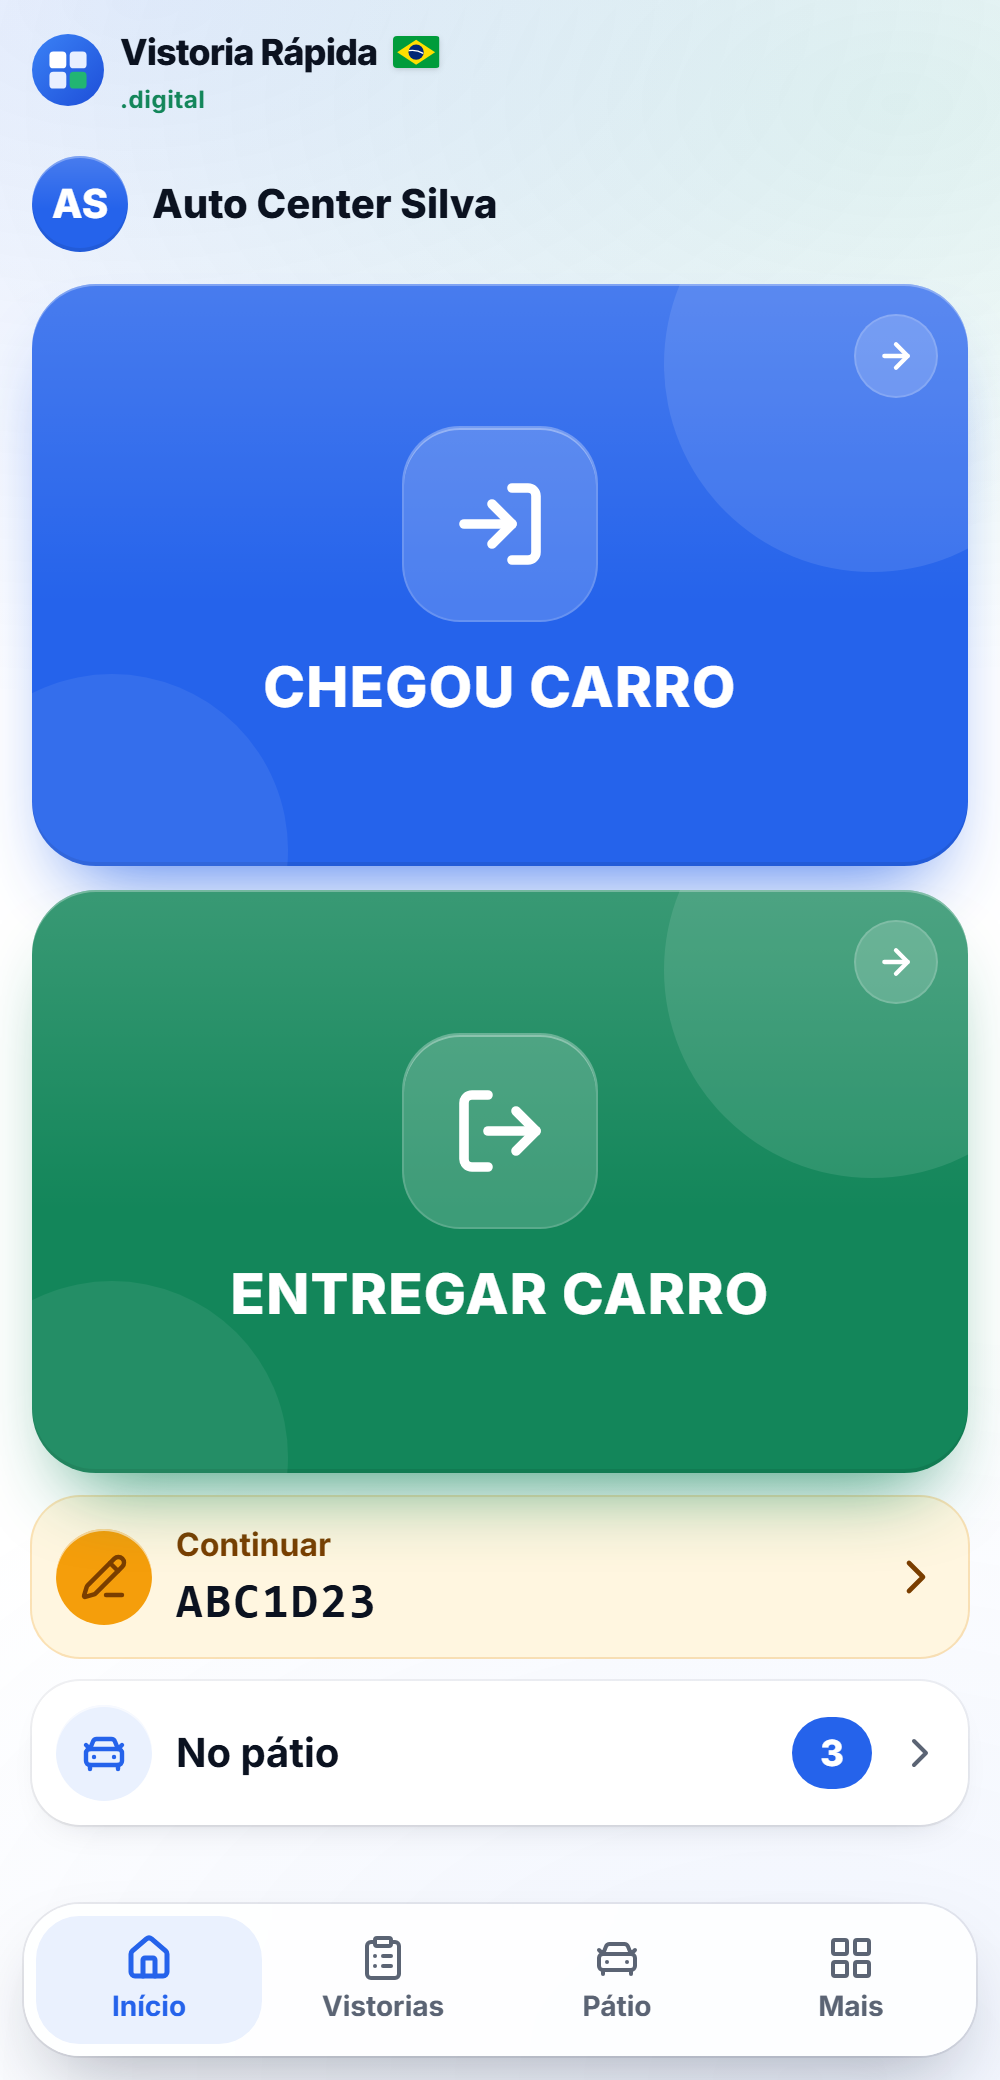 Vistoria Rápida
.digital
AS
Auto Center Silva
CHEGOU CARRO
ENTREGAR CARRO
Continuar
ABC1D23
No pátio
3
Início
Vistorias
Pátio
Mais